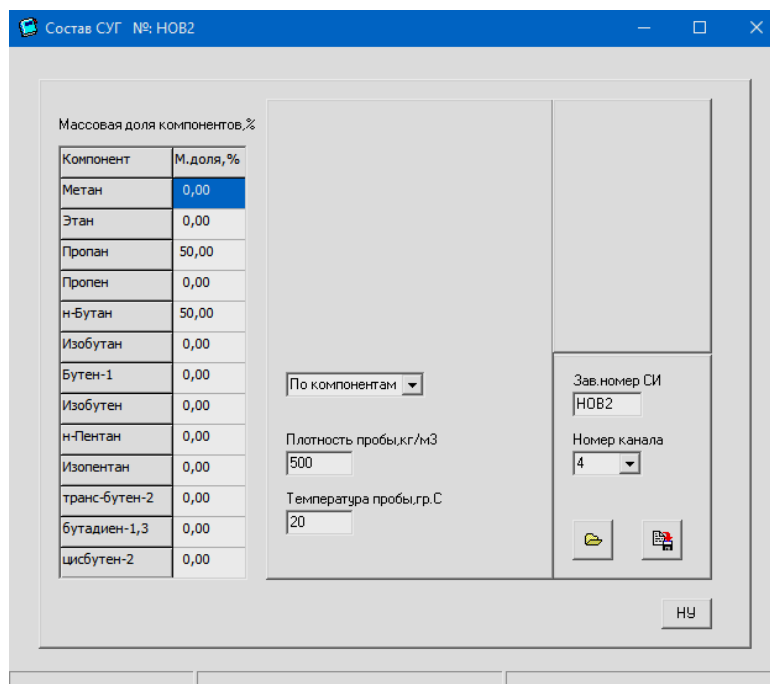 Состав СУГ №: НОВ2
Массовая доля компонентов,%
Компонент М.доля,%
Метан 0,00
Этан 0,00
Пропан 50,00
Пропен 0,00
н-Бутан 50,00
Изобутан 0,00
Бутен-1 0,00
Изобутен 0,00
н-Пентан 0,00
Изопентан 0,00
транс-бутен-2 0,00
бутадиен-1,3 0,00
цисбутен-2 0,00
По компонентам
Плотность пробы,кг/м3
500
Температура пробы,гр.С
20
Зав.номер СИ
НОВ2
Номер канала
4
НУ